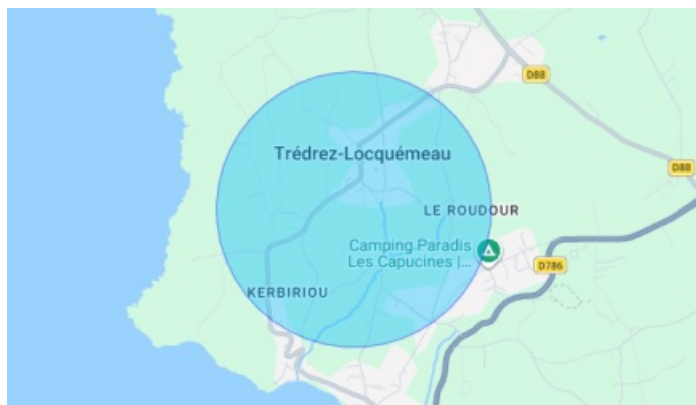 D88
Trédrez-Locquémeau
D88
LE ROUDOUR
Camping Paradis
Les Capucines |...
D786
KERBIRIOU